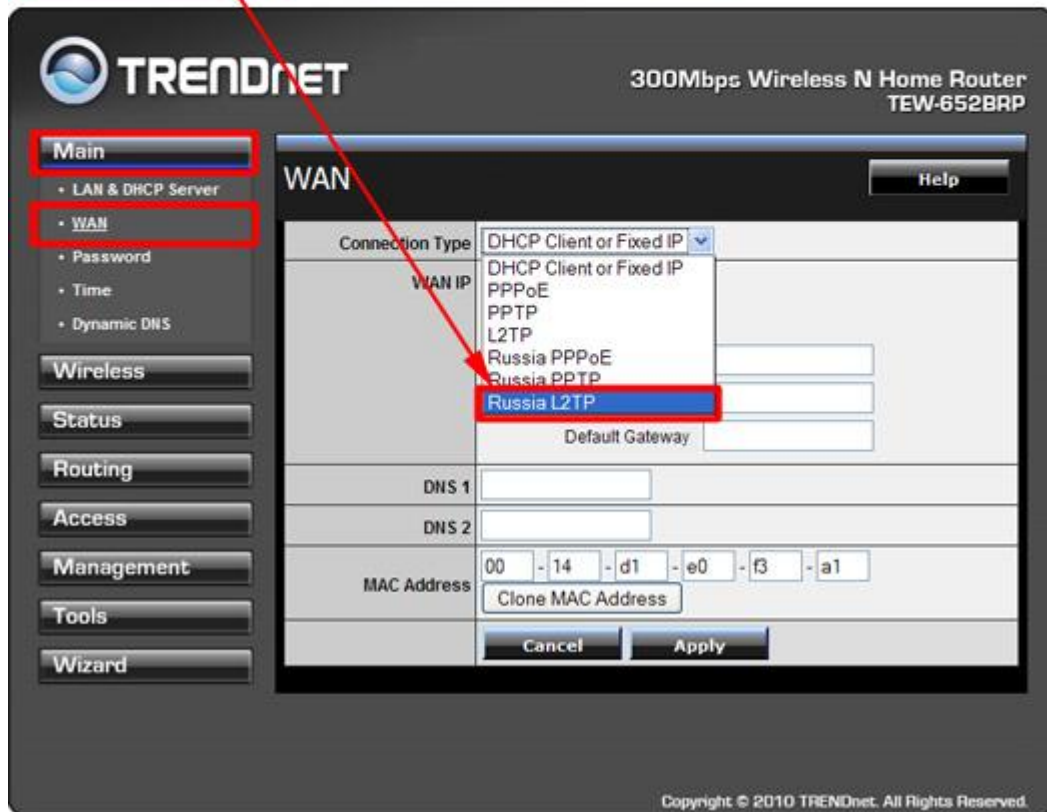 TRENDNET
300Mbps Wireless N Home Router
TEW-652BRP
Main
• LAN & DHCP Server
• WAN
• Password
• Time
• Dynamic DNS
Wireless
Status
Routing
Access
Management
Tools
Wizard
WAN
Help
Connection Type DHCP Client or Fixed IP
DHCP Client or Fixed IP
PPPoE
PPTP
L2TP
Russia PPPoE
Russia PPTP
Russia L2TP
WAN IP
Default Gateway
DNS 1
DNS 2
MAC Address 00 - 14 - d1 - e0 - f3 - a1
Clone MAC Address
Cancel Apply
Copyright © 2010 TRENDnet. All Rights Reserved.